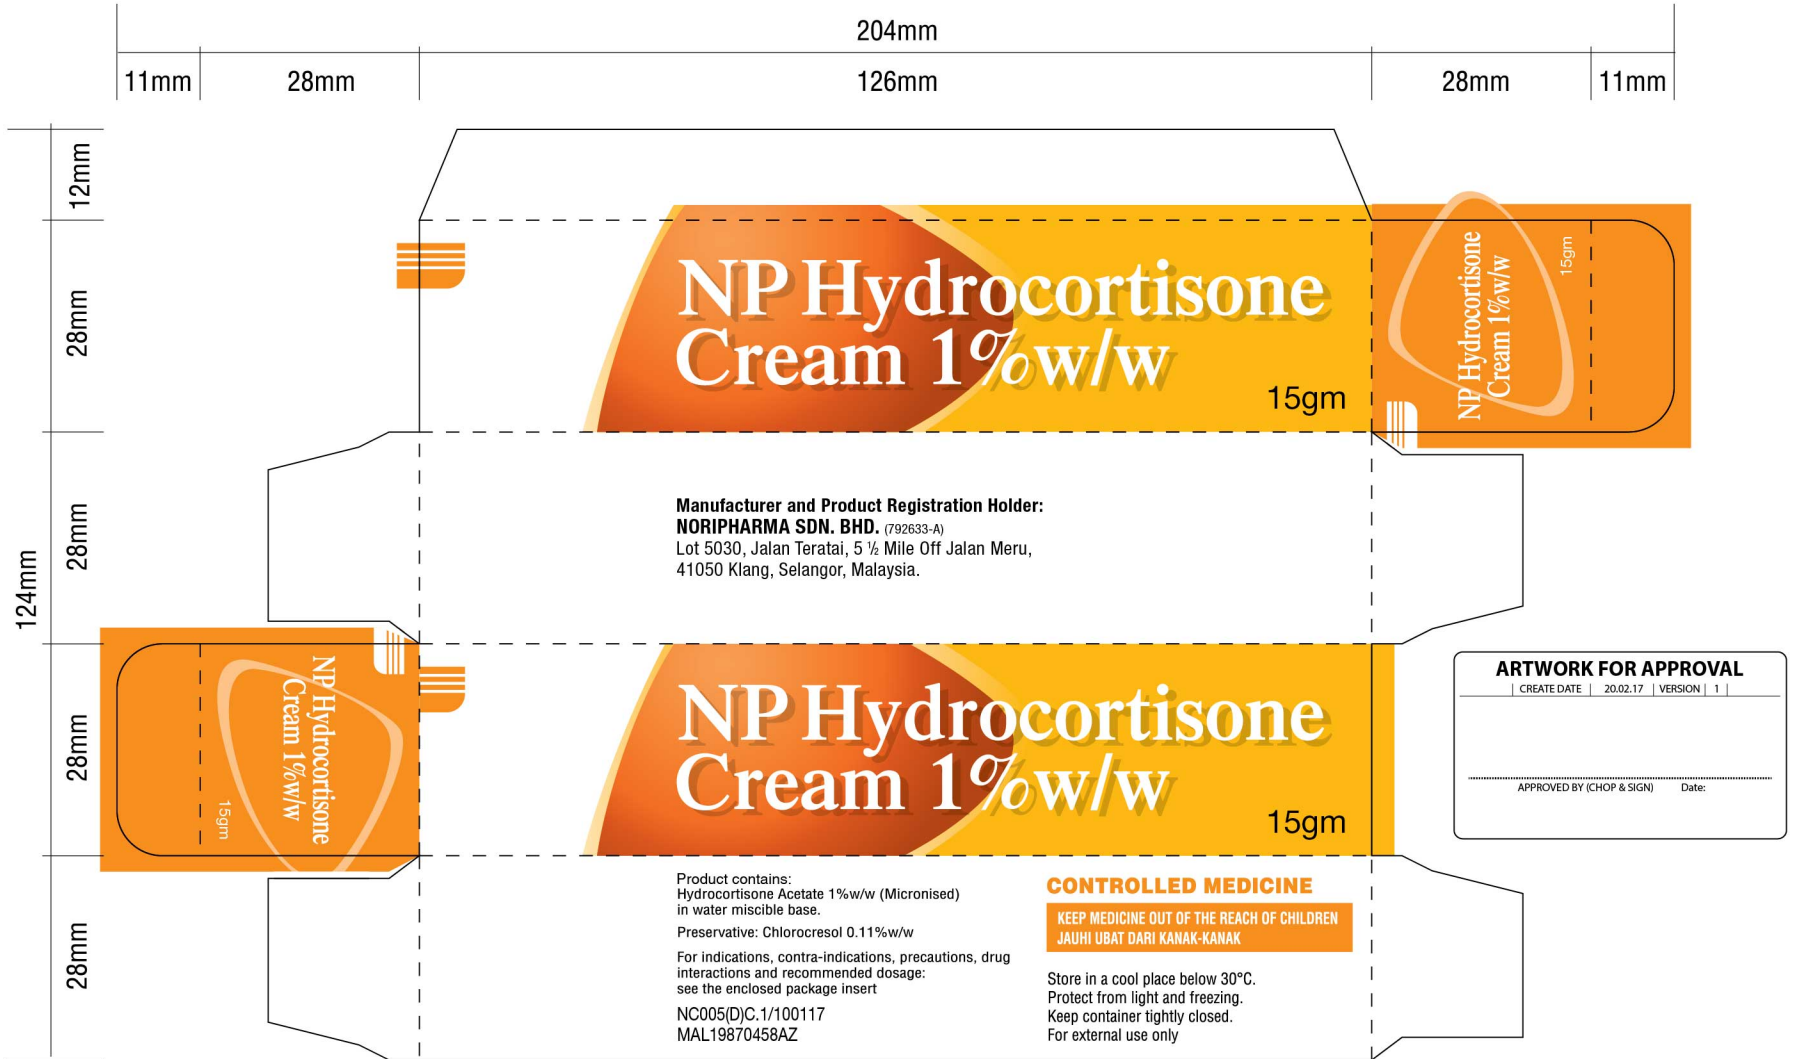 204mm
11mm 28mm 126mm 28mm 11mm
12mm
28mm
28mm
124mm
28mm
28mm
NP Hydrocortisone
Cream 1%w/w
15gm
NP Hydrocortisone
Cream 1%w/w
15gm
Manufacturer and Product Registration Holder:
NORIPHARMA SDN. BHD. (792633-A)
Lot 5030, Jalan Teratai, 5 ½ Mile Off Jalan Meru,
41050 Klang, Selangor, Malaysia.
NP Hydrocortisone
Cream 1%w/w
15gm
NP Hydrocortisone
Cream 1%w/w
15gm
ARTWORK FOR APPROVAL
CREATE DATE 20.02.17 VERSION 1
APPROVED BY (CHOP & SIGN) Date:
Product contains:
Hydrocortisone Acetate 1%w/w (Micronised)
in water miscible base.
Preservative: Chlorocresol 0.11%w/w
For indications, contra-indications, precautions, drug
interactions and recommended dosage:
see the enclosed package insert
NC005(D)C.1/100117
MAL19870458AZ
CONTROLLED MEDICINE
KEEP MEDICINE OUT OF THE REACH OF CHILDREN
JAUHI UBAT DARI KANAK-KANAK
Store in a cool place below 30°C.
Protect from light and freezing.
Keep container tightly closed.
For external use only